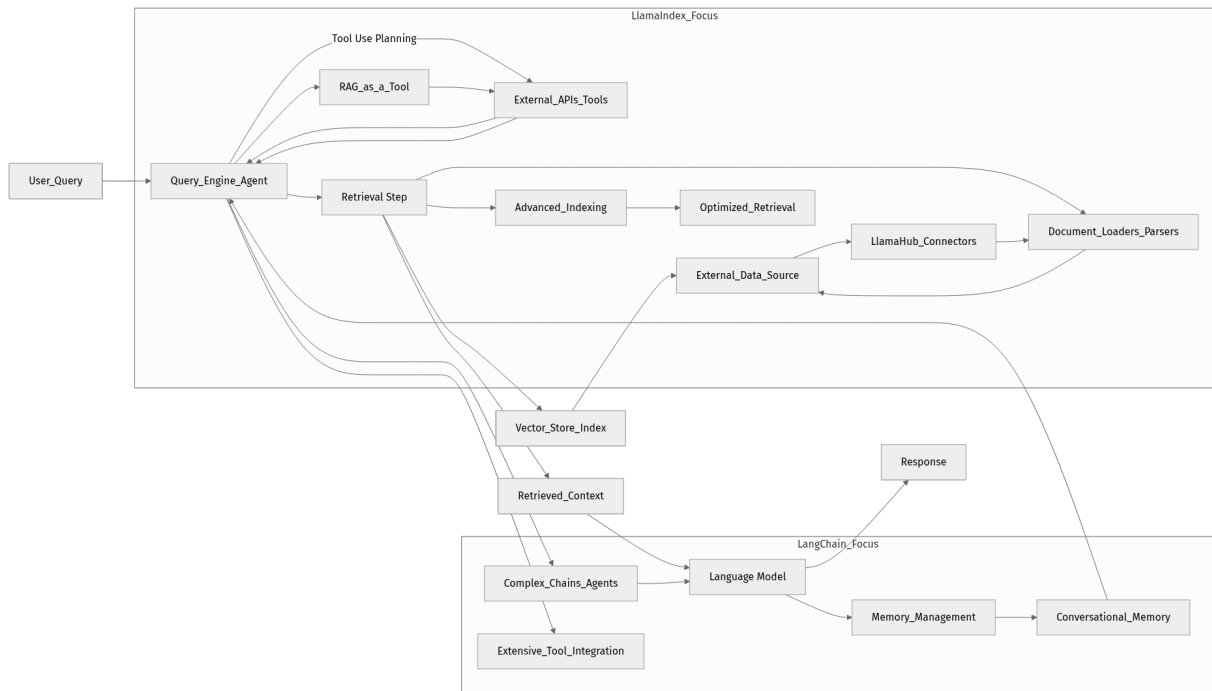 LlamaIndex_Focus
Tool Use Planning
RAG_as_a_Tool
External_APIs_Tools
User_Query
Query_Engine_Agent
Retrieval Step
Advanced_Indexing
Optimized_Retrieval
LlamaHub_Connectors
Document_Loaders_Parsers
External_Data_Source
Vector_Store_Index
Response
Retrieved_Context
LangChain_Focus
Complex_Chains_Agents
Language Model
Memory_Management
Conversational_Memory
Extensive_Tool_Integration